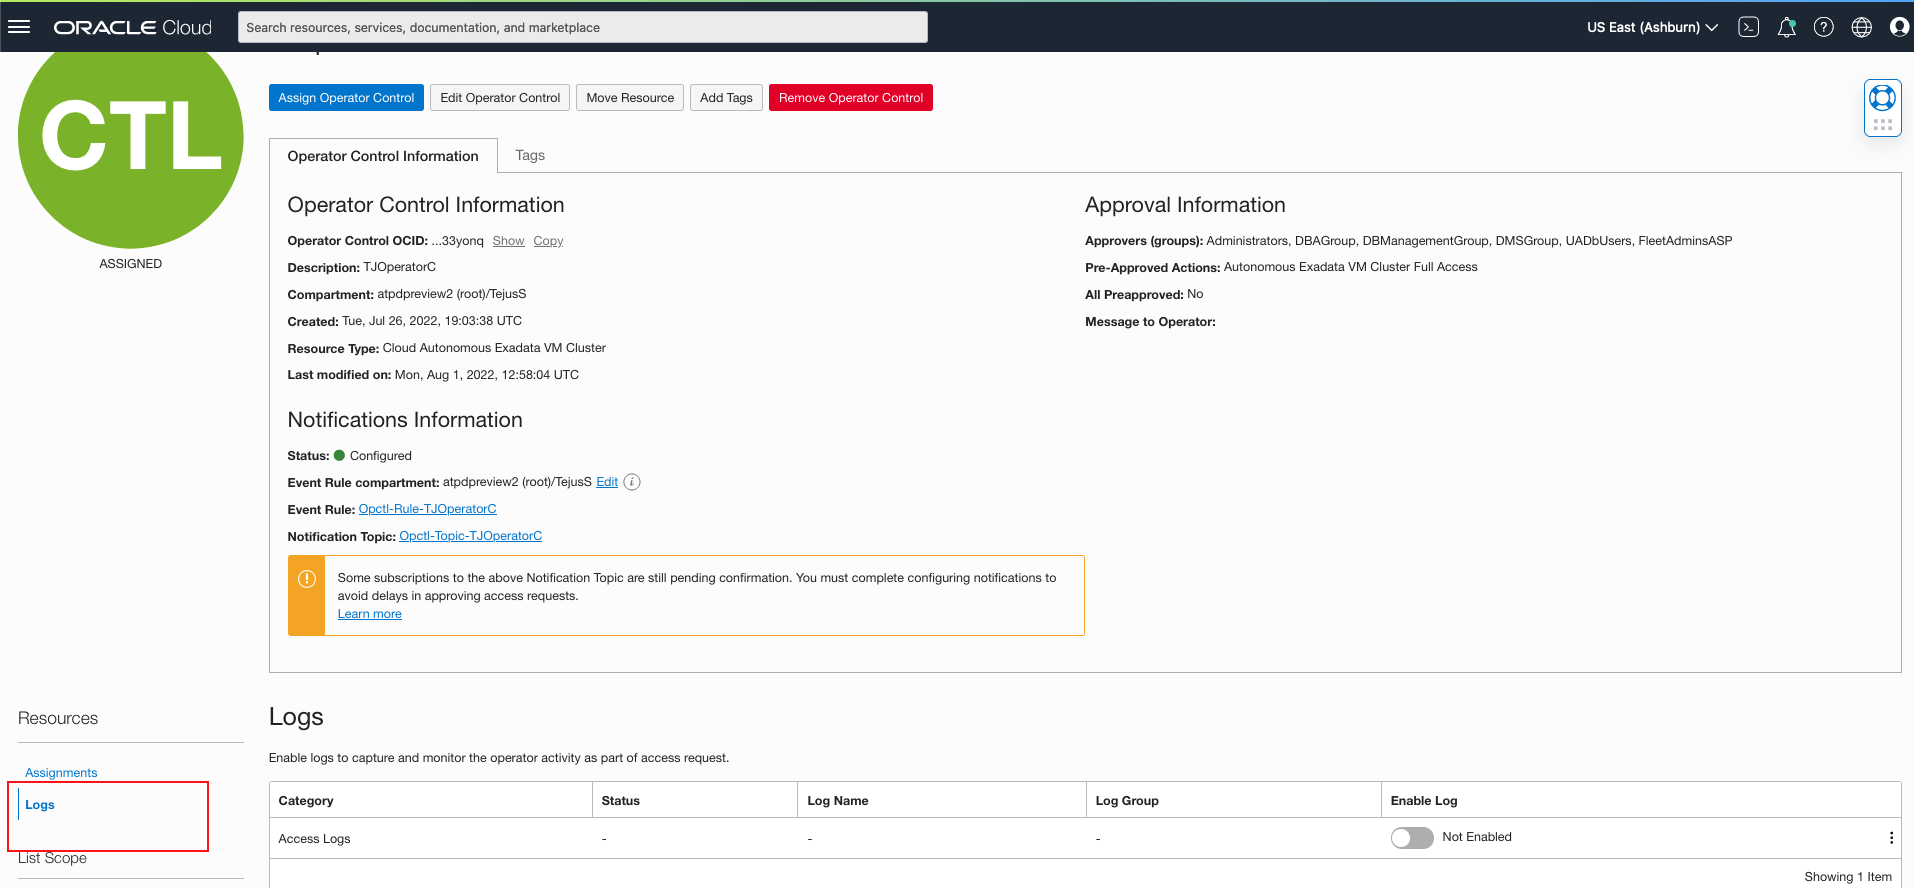 ORACLE Cloud
Search resources, services, documentation, and marketplace
US East (Ashburn)
CTL
ASSIGNED
Assign Operator Control
Edit Operator Control
Move Resource
Add Tags
Remove Operator Control
Operator Control Information
Tags
Operator Control Information
Operator Control OCID: ...33yonq Show Copy
Description: TJOperatorC
Compartment: atpdpreview2 (root)/TejusS
Created: Tue, Jul 26, 2022, 19:03:38 UTC
Resource Type: Cloud Autonomous Exadata VM Cluster
Last modified on: Mon, Aug 1, 2022, 12:58:04 UTC
Approval Information
Approvers (groups): Administrators, DBAGroup, DBManagementGroup, DMSGroup, UADbUsers, FleetAdminsASP
Pre-Approved Actions: Autonomous Exadata VM Cluster Full Access
All Preapproved: No
Message to Operator:
Notifications Information
Status: Configured
Event Rule compartment: atpdpreview2 (root)/TejusS Edit i
Event Rule: Opctl-Rule-TJOperatorC
Notification Topic: Opctl-Topic-TJOperatorC
Some subscriptions to the above Notification Topic are still pending confirmation. You must complete configuring notifications to
avoid delays in approving access requests.
Learn more
Resources
Assignments
Logs
List Scope
Logs
Enable logs to capture and monitor the operator activity as part of access request.
Category Status Log Name Log Group Enable Log
Access Logs - - - Not Enabled
Showing 1 Item